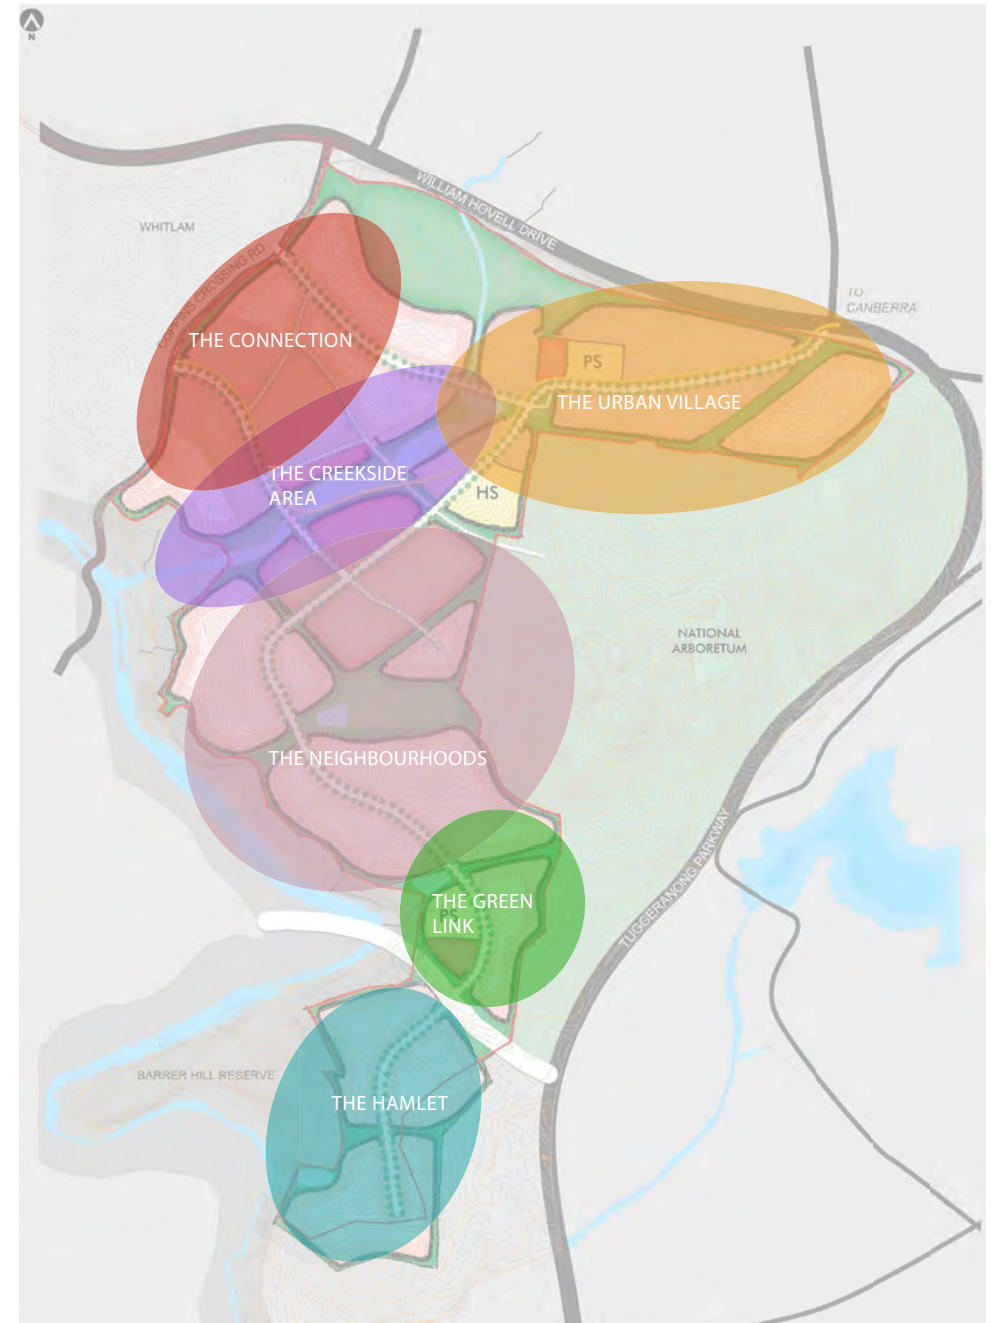 N
WILLIAM HOVELL DRIVE
WHITLAM
COPPINS CROSSING RD
TO
CANBERRA
THE CONNECTION
PS
THE URBAN VILLAGE
THE CREEKSIDE
AREA
HS
NATIONAL
ARBORETUM
THE NEIGHBOURHOODS
TUGGERANONG PARKWAY
THE GREEN
LINK
PS
BARRER HILL RESERVE
THE HAMLET